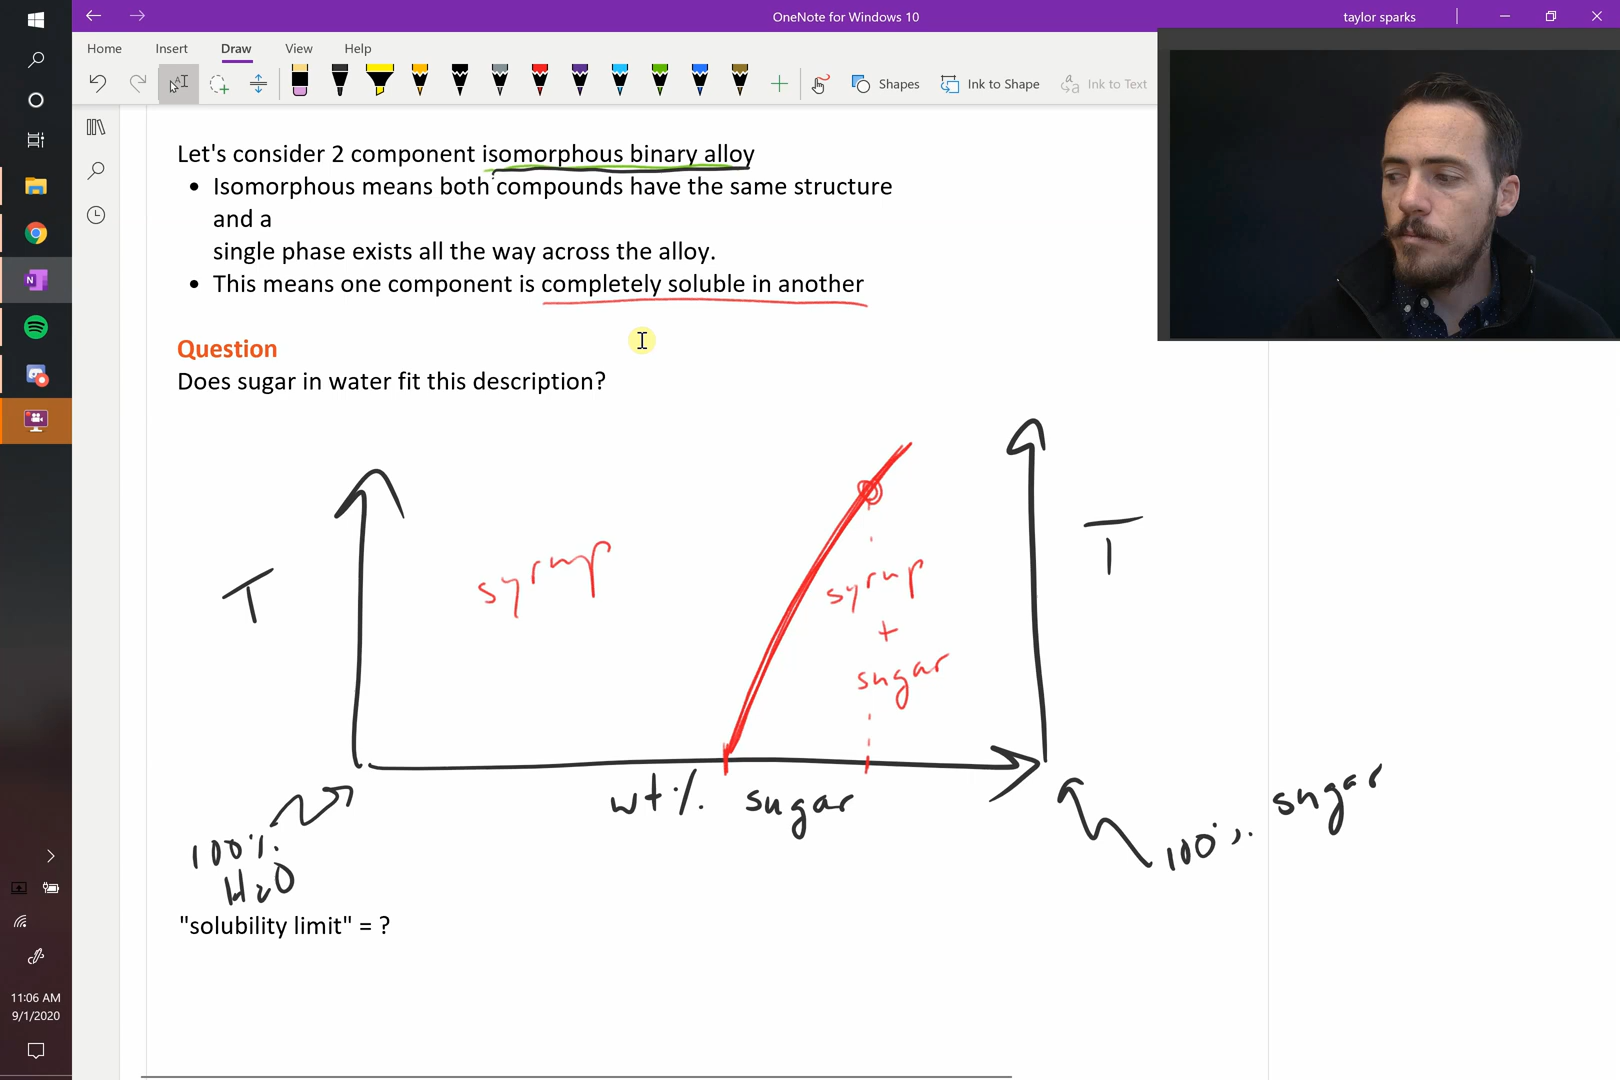 OneNote for Windows 10
taylor sparks
Home Insert Draw View Help
Shapes Ink to Shape Ink to Text
Let's consider 2 component isomorphous binary alloy
• Isomorphous means both compounds have the same structure
and a
single phase exists all the way across the alloy.
• This means one component is completely soluble in another
Question
Does sugar in water fit this description?
T
syrup
syrup
+
sugar
T
wt% sugar
100%
H2O
100% sugar
"solubility limit" = ?
11:06 AM
9/1/2020